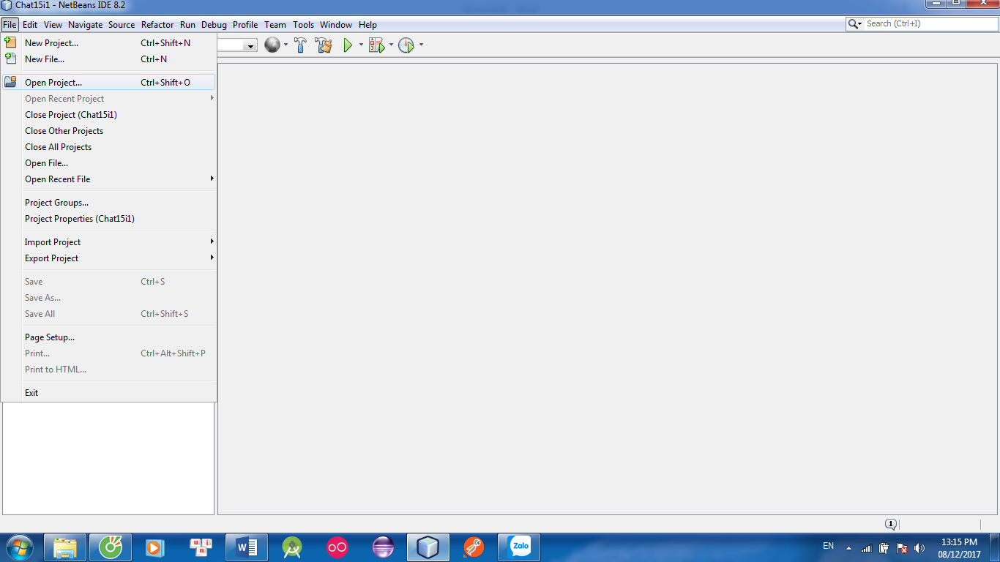 Chat15i1 - NetBeans IDE 8.2
File Edit View Navigate Source Refactor Run Debug Profile Team Tools Window Help
Search (Ctrl+I)
New Project... Ctrl+Shift+N
New File... Ctrl+N
Open Project... Ctrl+Shift+O
Open Recent Project
Close Project (Chat15i1)
Close Other Projects
Close All Projects
Open File...
Open Recent File
Project Groups...
Project Properties (Chat15i1)
Import Project
Export Project
Save Ctrl+S
Save As...
Save All Ctrl+Shift+S
Page Setup...
Print... Ctrl+Alt+Shift+P
Print to HTML...
Exit
1
W
Zalo
EN
13:15 PM
08/12/2017